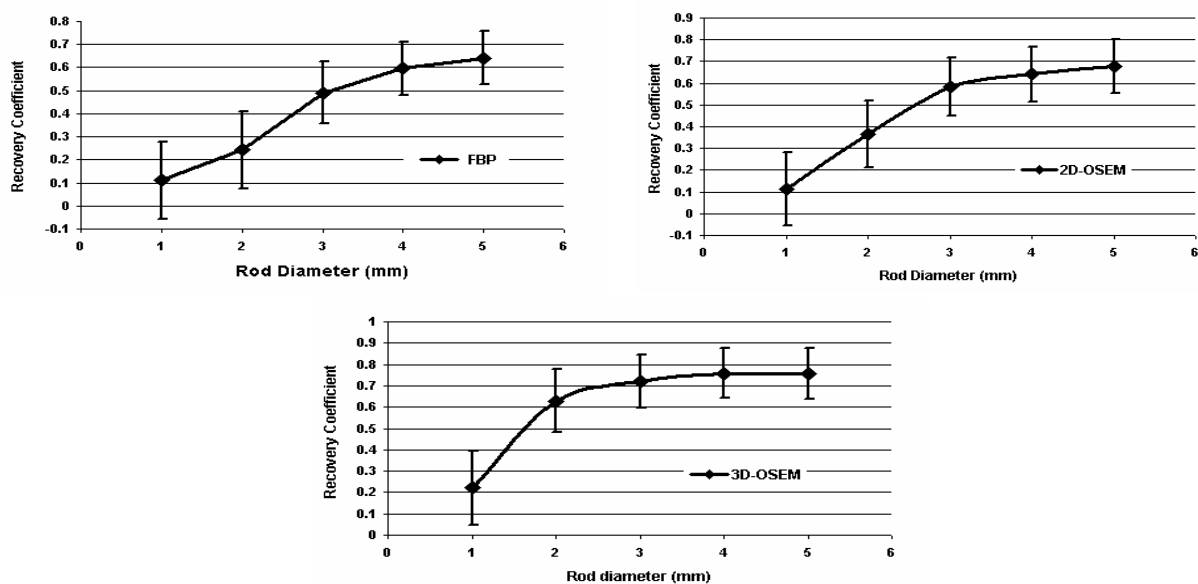 Recovery Coefficient
0.8
0.7
0.6
0.5
0.4
0.3
0.2
0.1
0
-0.1
FBP
0 1 2 3 4 5 6
Rod Diameter (mm)
Recovery Coefficient
0.9
0.8
0.7
0.6
0.5
0.4
0.3
0.2
0.1
0
-0.1
2D-OSEM
0 1 2 3 4 5 6
Rod Diameter (mm)
Recovery Coefficient
1
0.9
0.8
0.7
0.6
0.5
0.4
0.3
0.2
0.1
0
3D-OSEM
0 1 2 3 4 5 6
Rod diameter (mm)